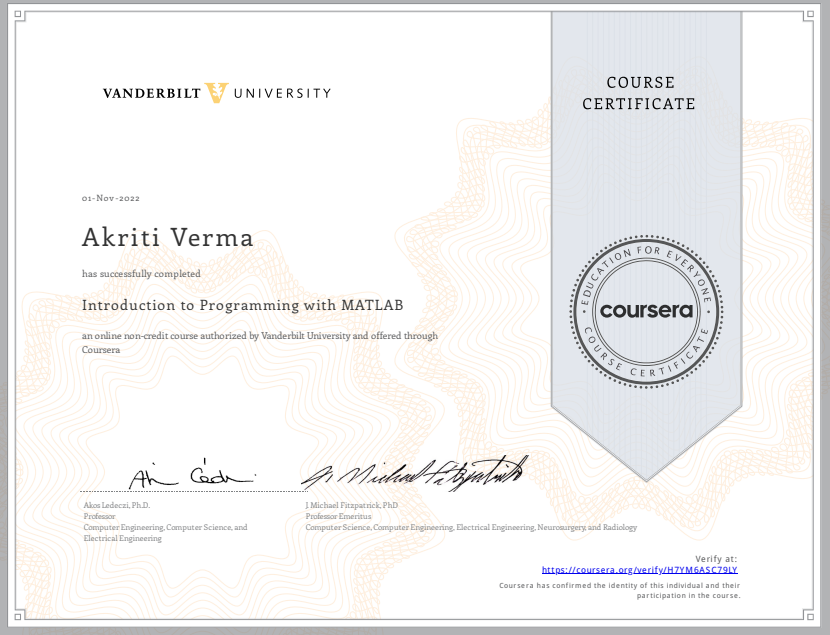 VANDERBILT UNIVERSITY
COURSE
CERTIFICATE
01-Nov-2022
Akriti Verma
has successfully completed
Introduction to Programming with MATLAB
an online non-credit course authorized by Vanderbilt University and offered through
Coursera
EDUCATION FOR EVERYONE
coursera
COURSE CERTIFICATE
Akos Ledeczi, Ph.D.
Professor
Computer Engineering, Computer Science, and
Electrical Engineering
J. Michael Fitzpatrick
J. Michael Fitzpatrick, PhD
Professor Emeritus
Computer Science, Computer Engineering, Electrical Engineering, Neurosurgery, and Radiology
Verify at:
https://coursera.org/verify/H7YM6ASC79LY
Coursera has confirmed the identity of this individual and their
participation in the course.